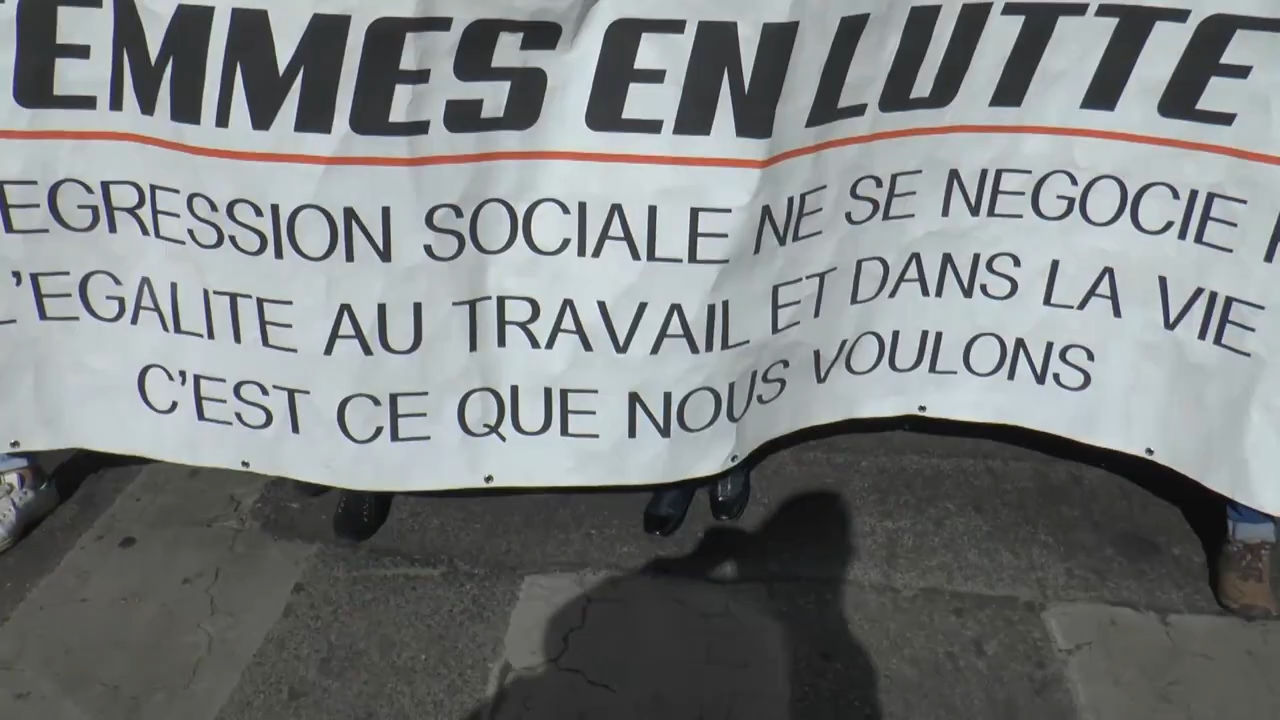 EMMES EN LUTTE
EGRESSION SOCIALE NE SE NEGOCIE
L'EGALITE AU TRAVAIL ET DANS LA VIE
C'EST CE QUE NOUS VOULONS